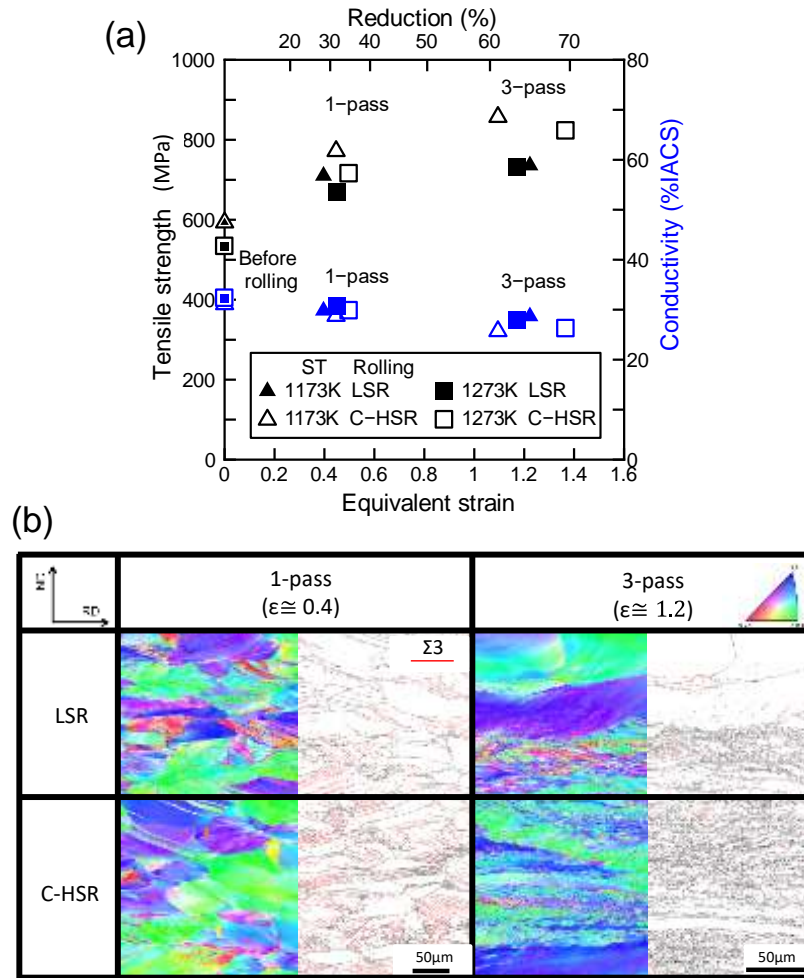 (a)
Reduction (%)
20 30 40 50 60 70
1000
800
600
400
200
0
Tensile strength (MPa)
80
60
40
20
0
Conductivity (%IACS)
1−pass
3−pass
Before
rolling
1−pass
3−pass
ST Rolling
▲ 1173K LSR ■ 1273K LSR
△ 1173K C−HSR □ 1273K C−HSR
0 0.2 0.4 0.6 0.8 1 1.2 1.4 1.6
Equivalent strain
(b)
ND
1-pass
(ε≅ 0.4)
3-pass
(ε≅ 1.2)
LSR
Σ3
C-HSR
50µm
50µm